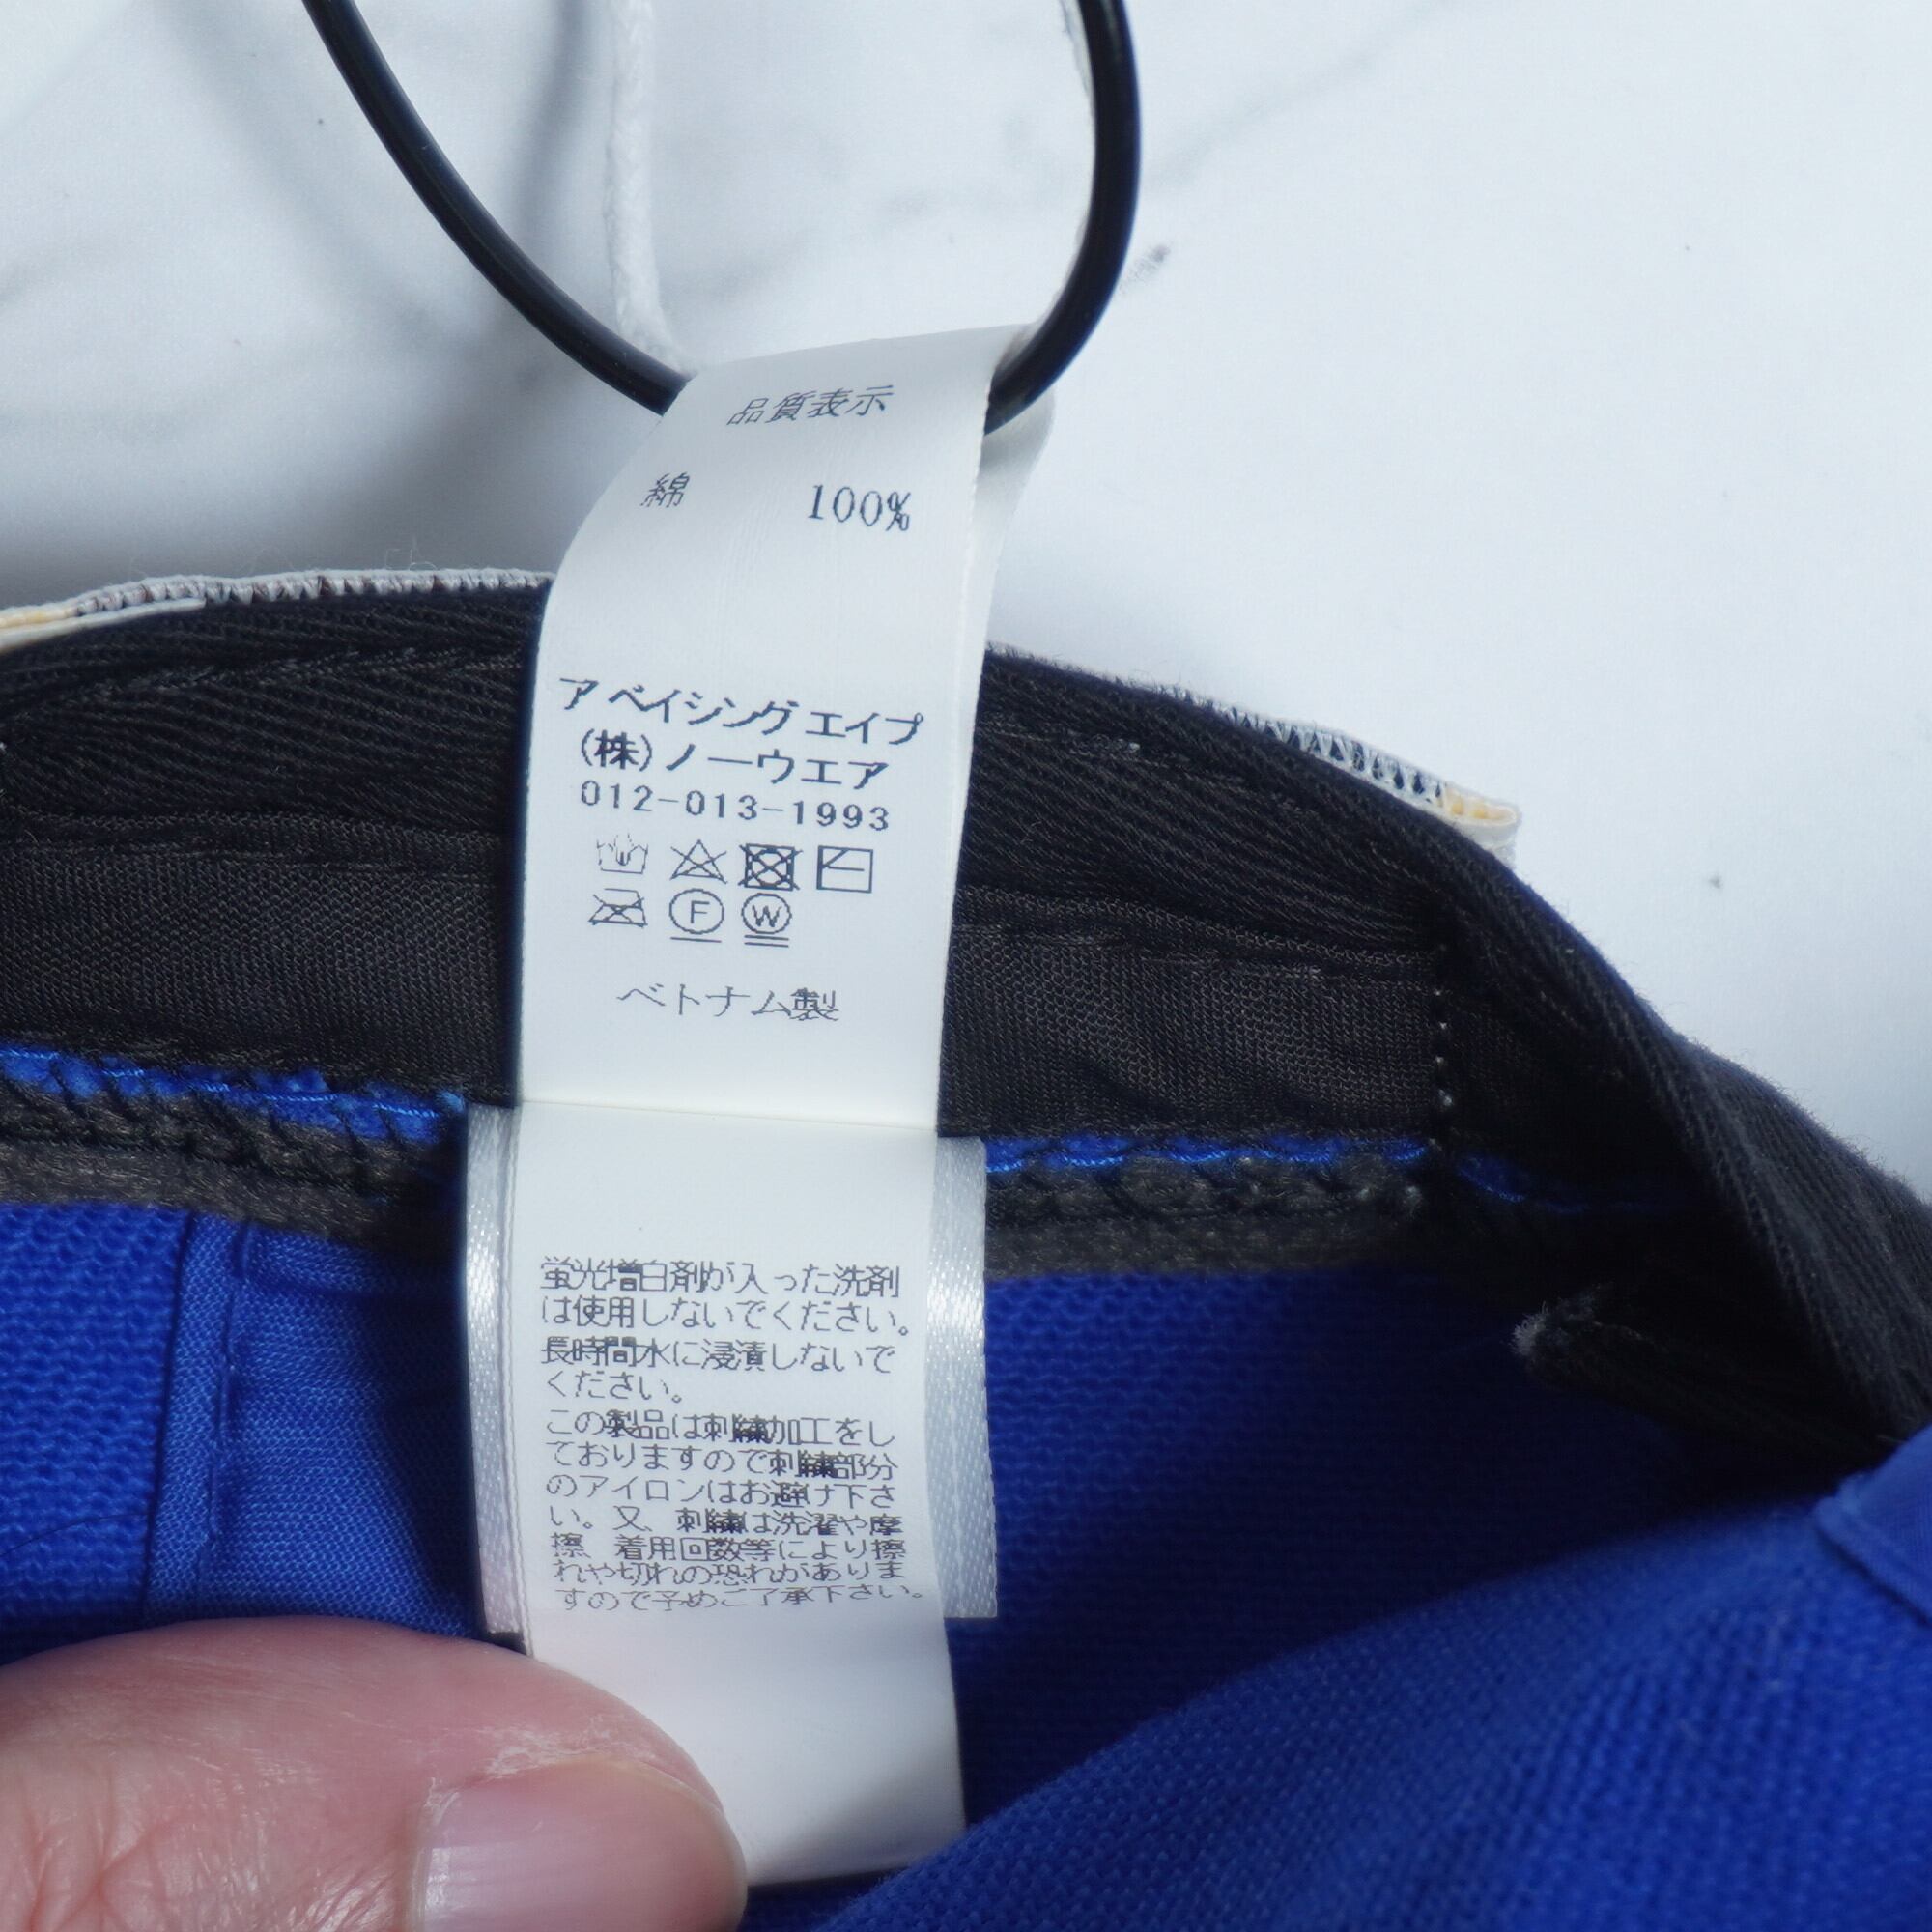 品質表示
綿 100%
アベイシングエイプ
(株)ノーウエア
012-013-1993
F W
ベトナム製
蛍光増白剤が入った洗剤
は使用しないでください。
長時間水に浸漬しないで
ください。
この製品は刺繍加工をし
ておりますので刺繍部分
のアイロンはお避け下さ
い。又、刺繍は洗濯や摩
擦、着用回数等により擦
れや切れの恐れがありま
すので予めご了承下さい。